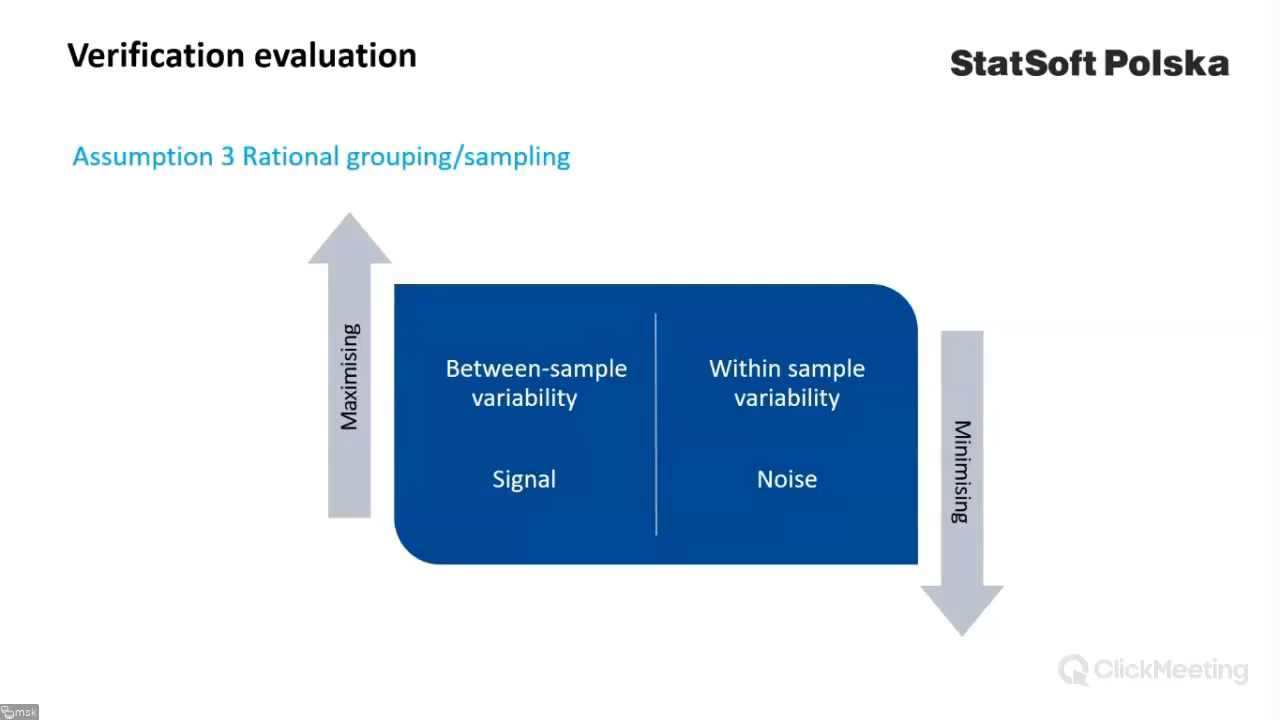 Verification evaluation
StatSoft Polska
Assumption 3 Rational grouping/sampling
Maximising
Between-sample
variability
Signal
Within sample
variability
Noise
Minimising
ClickMeeting
msk